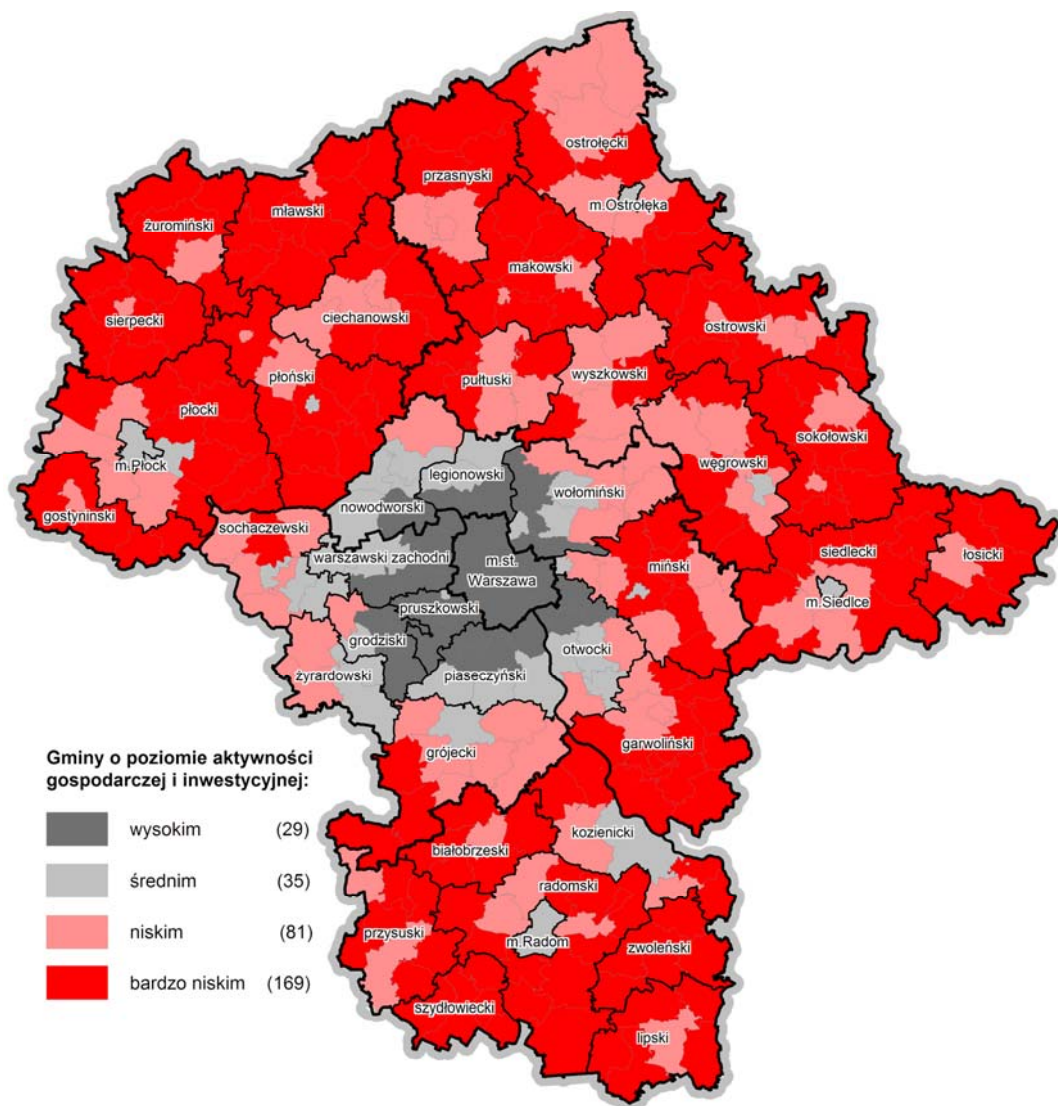 ostrołęcki
przasnyski
m.Ostrołęka
mławski
żuromiński
makowski
sierpecki
ciechanowski
ostrowski
płoński
pułtuski
wyszkowski
płocki
sokołowski
m.Płock
węgrowski
legionowski
wołomiński
nowodworski
gostyniński
sochaczewski
siedlecki
łosicki
warszawski zachodni
m.st.
Warszawa
miński
m.Siedlce
pruszkowski
grodziski
otwocki
żyrardowski
piaseczyński
garwoliński
grójecki
Gminy o poziomie aktywności
gospodarczej i inwestycyjnej:
wysokim (29)
średnim (35)
niskim (81)
bardzo niskim (169)
kozienicki
białobrzeski
radomski
przysuski
m.Radom
zwoleński
szydłowiecki
lipski